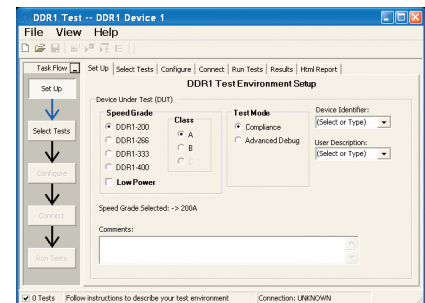 DDR1 Test -- DDR1 Device 1
File View Help
Task Flow
Set Up Select Tests Configure Connect Run Tests Results Html Report
Set Up
Select Tests
Configure
Connect
Run Tests
DDR1 Test Environment Setup
Device Under Test (DUT)
Speed Grade
DDR1-200
DDR1-266
DDR1-333
DDR1-400
Low Power
Class
A
B
C
Test Mode
Compliance
Advanced Debug
Device Identifier:
(Select or Type)
User Description:
(Select or Type)
Speed Grade Selected: -> 200A
Comments:
0 Tests Follow instructions to describe your test environment Connection: UNKNOWN